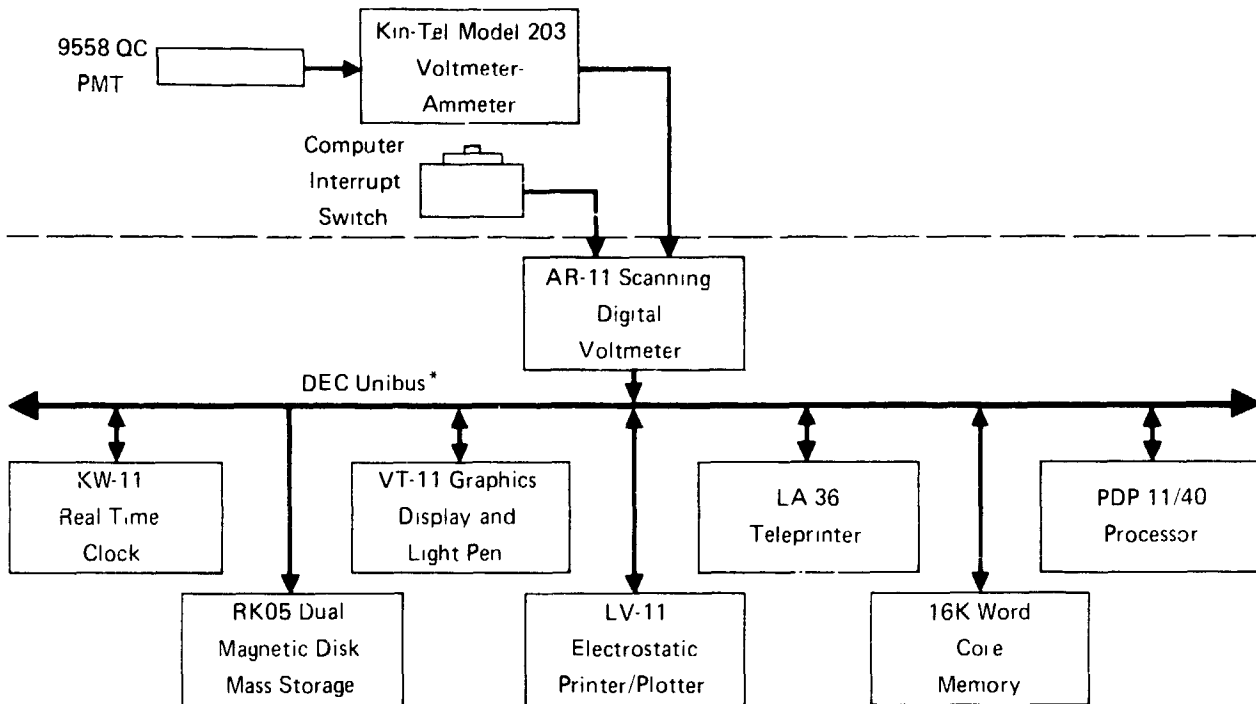 9558 QC
PMT
Kin-Tel Model 203
Voltmeter-
Ammeter
Computer
Interrupt
Switch
AR-11 Scanning
Digital
Voltmeter
DEC Unibus*
KW-11
Real Time
Clock
VT-11 Graphics
Display and
Light Pen
LA 36
Teleprinter
PDP 11/40
Processor
RK05 Dual
Magnetic Disk
Mass Storage
LV-11
Electrostatic
Printer/Plotter
16K Word
Core
Memory